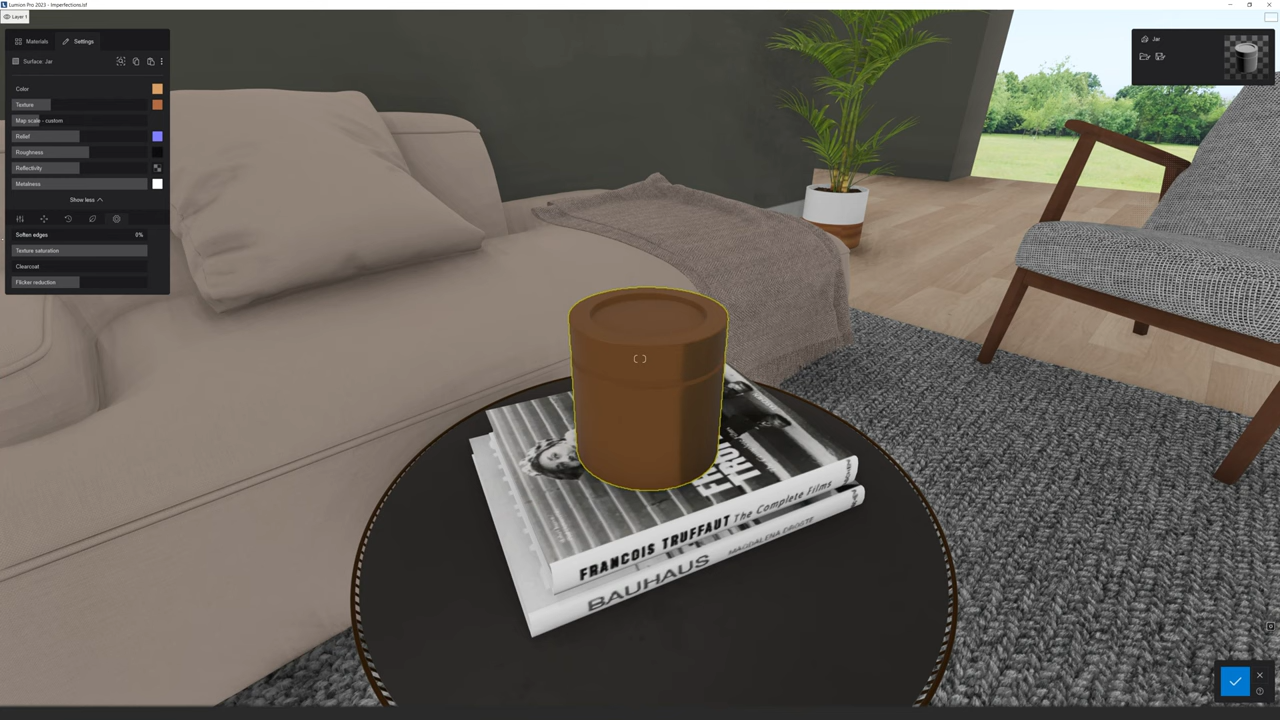 Lumion Pro 2023 - Imperfections.lsf
Layer 1
Materials
Settings
Surface: Jar
Color
Texture
Map scale - custom
Relief
Roughness
Reflectivity
Metalness
Show less
Soften edges 0%
Texture saturation
Clearcoat
Flicker reduction
Jar
FRANCOIS TRUFFAUT The Complete Films
BAUHAUS